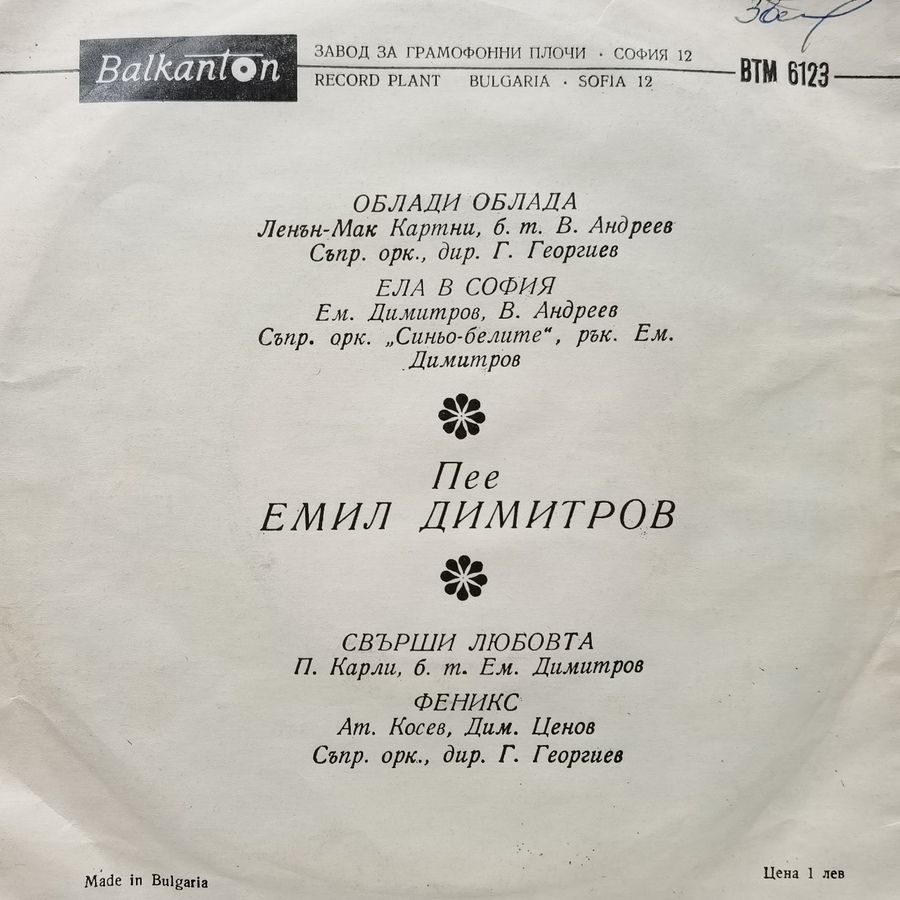 Balkanton
ЗАВОД ЗА ГРАМОФОННИ ПЛОЧИ · СОФИЯ 12
RECORD PLANT BULGARIA · SOFIA 12
ВТМ 6123
ОБЛАДИ ОБЛАДА
Ленън-Мак Картни, б. т. В. Андреев
Съпр. орк., дир. Г. Георгиев
ЕЛА В СОФИЯ
Ем. Димитров, В. Андреев
Съпр. орк. „Синьо-белите“, рък. Ем.
Димитров
Пее
ЕМИЛ ДИМИТРОВ
СВЪРШИ ЛЮБОВТА
П. Карли, б. т. Ем. Димитров
ФЕНИКС
Ат. Косев, Дим. Ценов
Съпр. орк., дир. Г. Георгиев
Made in Bulgaria
Цена 1 лев